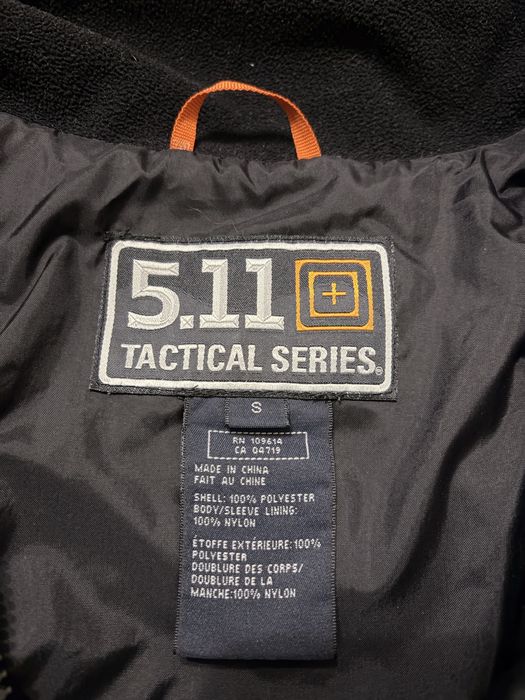 5.11
TACTICAL SERIES®
S
RN 109614
CA 04719
MADE IN CHINA
FAIT AU CHINE
SHELL: 100% POLYESTER
BODY/SLEEVE LINING:
100% NYLON
ÉTOFFE EXTÉRIEURE:100%
POLYESTER
DOUBLURE DES CORPS/
DOUBLURE DE LA
MANCHE:100% NYLON